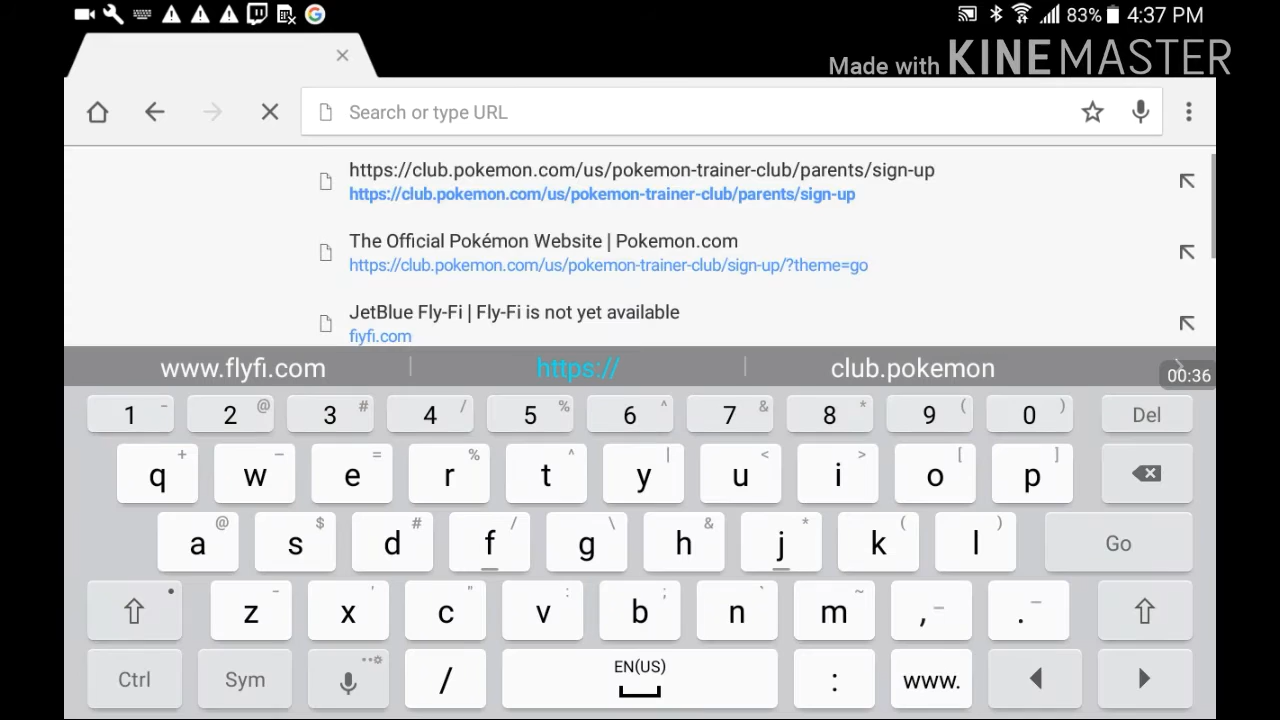 83% 4:37 PM
Made with KINEMASTER
Search or type URL
https://club.pokemon.com/us/pokemon-trainer-club/parents/sign-up
https://club.pokemon.com/us/pokemon-trainer-club/parents/sign-up
The Official Pokémon Website | Pokemon.com
https://club.pokemon.com/us/pokemon-trainer-club/sign-up/?theme=go
JetBlue Fly-Fi | Fly-Fi is not yet available
flyfi.com
www.flyfi.com https:// club.pokemon
00:36
1 - 2 @ 3 # 4 / 5 % 6 ^ 7 & 8 * 9 ( 0 ) Del
q + w − e = r % t ^ y | u < i > o [ p ]
a @ s $ d # f / g \ h & j * k ( l ) Go
z - x ' c " v : b ; n ` m ~ , – . –
Ctrl Sym / EN(US) : www.